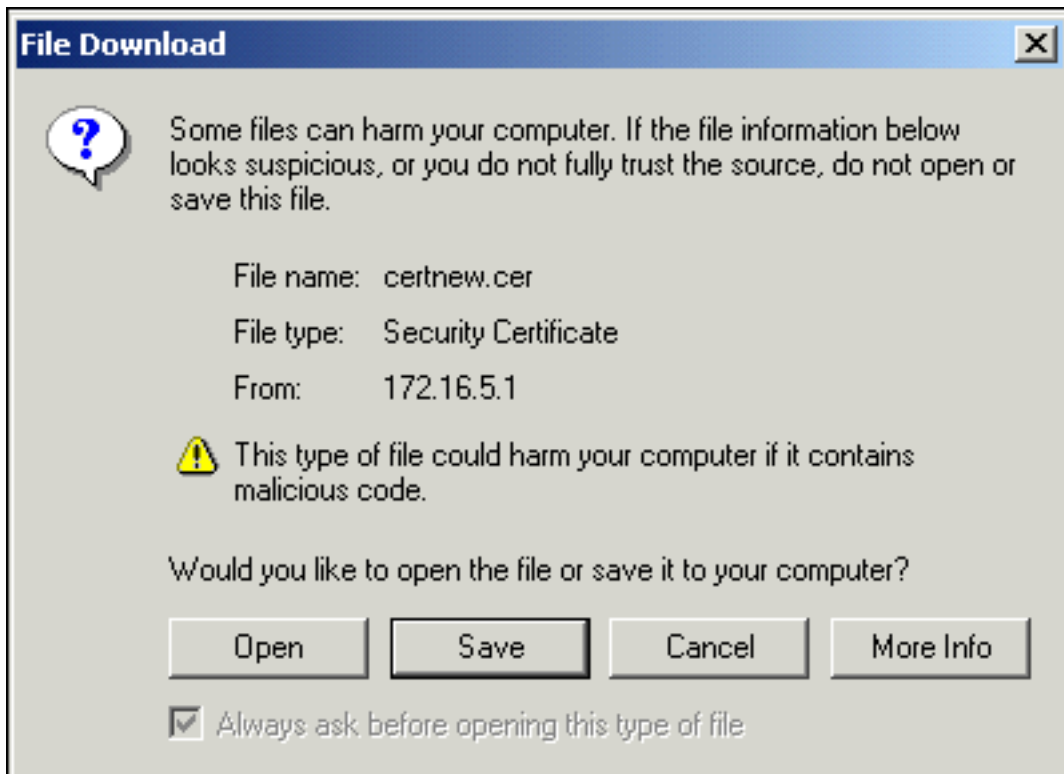 File Download
Some files can harm your computer. If the file information below
looks suspicious, or you do not fully trust the source, do not open or
save this file.
File name: certnew.cer
File type: Security Certificate
From: 172.16.5.1
This type of file could harm your computer if it contains
malicious code.
Would you like to open the file or save it to your computer?
Open Save Cancel More Info
Always ask before opening this type of file